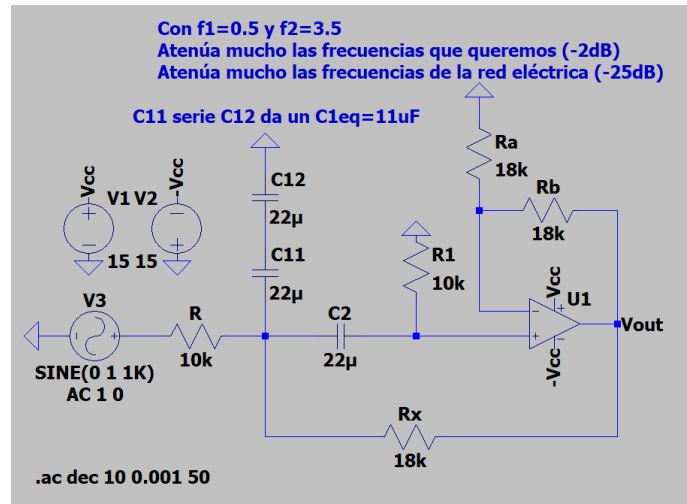 Con f1=0.5 y f2=3.5
Atenúa mucho las frecuencias que queremos (-2dB)
Atenúa mucho las frecuencias de la red eléctrica (-25dB)
C11 serie C12 da un C1eq=11uF
Ra
18k
Rb
18k
C12
22µ
Vcc
V1
15
-Vcc
V2
15
C11
22µ
R1
10k
V3
SINE(0 1 1K)
AC 1 0
R
10k
C2
22µ
Vcc
U1
-Vcc
Vout
Rx
18k
.ac dec 10 0.001 50